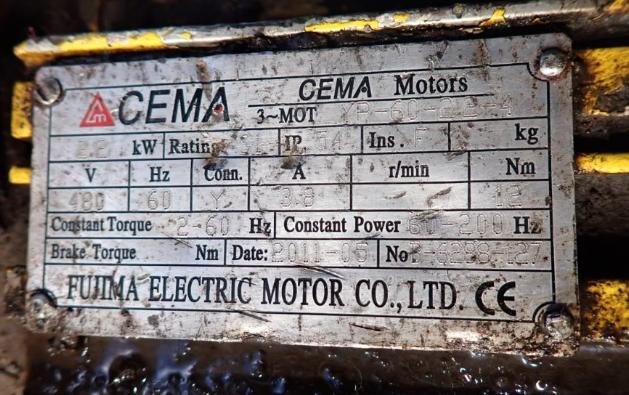 CEMA CEMA Motors
3~MOT YP-60-2.2-4
2.2 kW Rating S1 IP 54 Ins. F kg
V Hz Conn. A r/min Nm
480 60 Y 3.8 12
Constant Torque 2-60 Hz Constant Power 60-200 Hz
Brake Torque Nm Date: 2011-05 No
FUJIMA ELECTRIC MOTOR CO., LTD. CE